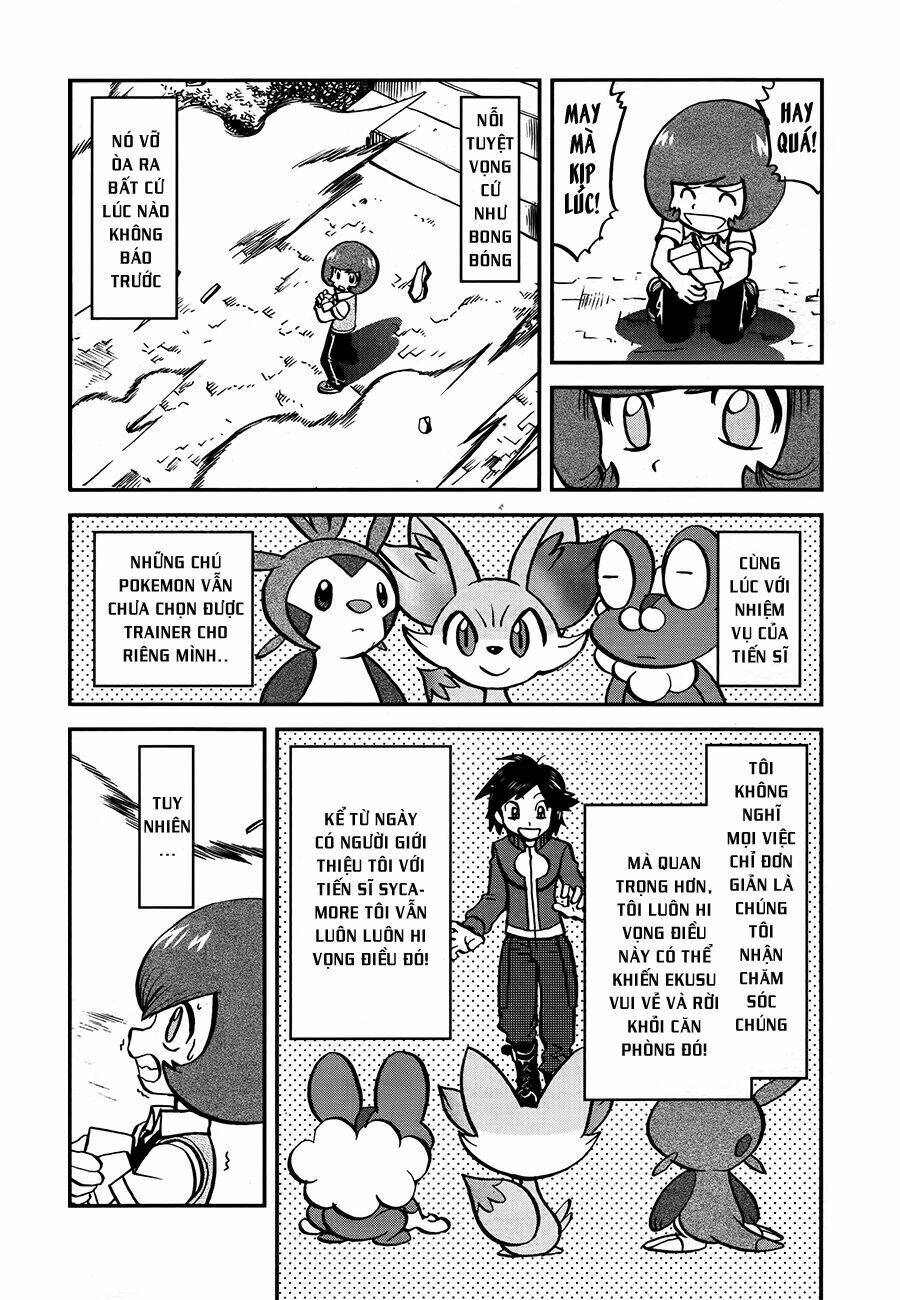 HAY
QUÁ!
MAY
MÀ
KỊP
LÚC!
NỖI
TUYỆT
VỌNG
CỨ
NHƯ
BONG
BÓNG
NÓ VỠ
ÒA RA
BẤT CỨ
LÚC NÀO
KHÔNG
BÁO
TRƯỚC
CÙNG
LÚC VỚI
NHIỆM
VỤ CỦA
TIẾN SĨ
NHỮNG CHÚ
POKEMON VẪN
CHƯA CHỌN ĐƯỢC
TRAINER CHO
RIÊNG MÌNH..
TÔI
KHÔNG
NGHĨ
MỌI VIỆC
CHỈ ĐƠN
GIẢN LÀ
CHÚNG
TÔI
NHẬN
CHĂM
SÓC
CHÚNG
MÀ QUAN
TRỌNG HƠN,
TÔI LUÔN HI
VỌNG ĐIỀU
NÀY CÓ THỂ
KHIẾN EKUSU
VUI VẺ VÀ RỜI
KHỎI CĂN
PHÒNG ĐÓ!
KỂ TỪ NGÀY
CÓ NGƯỜI GIỚI
THIỆU TÔI VỚI
TIẾN SĨ SYCA-
MORE TÔI VẪN
LUÔN LUÔN HI
VỌNG ĐIỀU ĐÓ!
TUY
NHIÊN
...